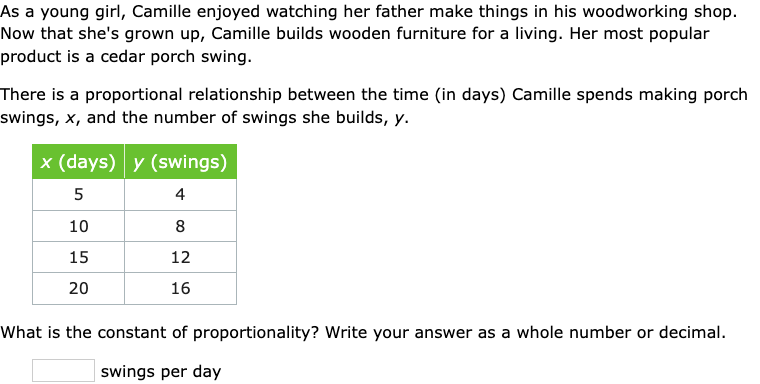 As a young girl, Camille enjoyed watching her father make things in his woodworking shop.
Now that she's grown up, Camille builds wooden furniture for a living. Her most popular
product is a cedar porch swing.
There is a proportional relationship between the time (in days) Camille spends making porch
swings, x, and the number of swings she builds, y.
x (days) y (swings)
5 4
10 8
15 12
20 16
What is the constant of proportionality? Write your answer as a whole number or decimal.
swings per day